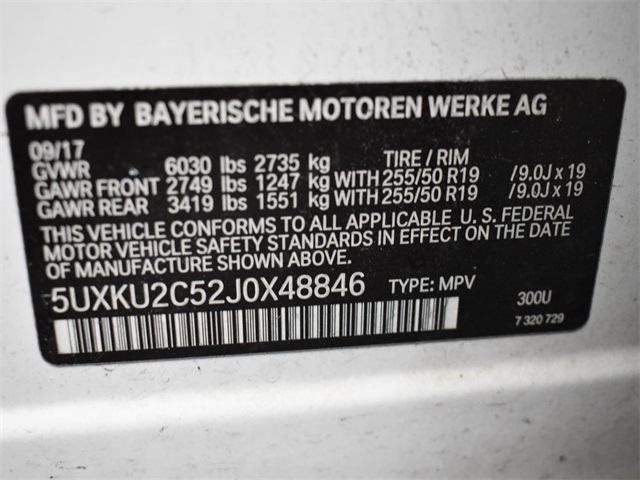 MFD BY BAYERISCHE MOTOREN WERKE AG
09/17 TIRE / RIM
GVWR 6030 lbs 2735 kg
GAWR FRONT 2749 lbs 1247 kg WITH 255/50 R19 /9.0J x 19
GAWR REAR 3419 lbs 1551 kg WITH 255/50 R19 /9.0J x 19
THIS VEHICLE CONFORMS TO ALL APPLICABLE U. S. FEDERAL
MOTOR VEHICLE SAFETY STANDARDS IN EFFECT ON THE DATE
OF MANUFACTURE SHOWN ABOVE.
5UXKU2C52J0X48846 TYPE: MPV
300U
7 320 729